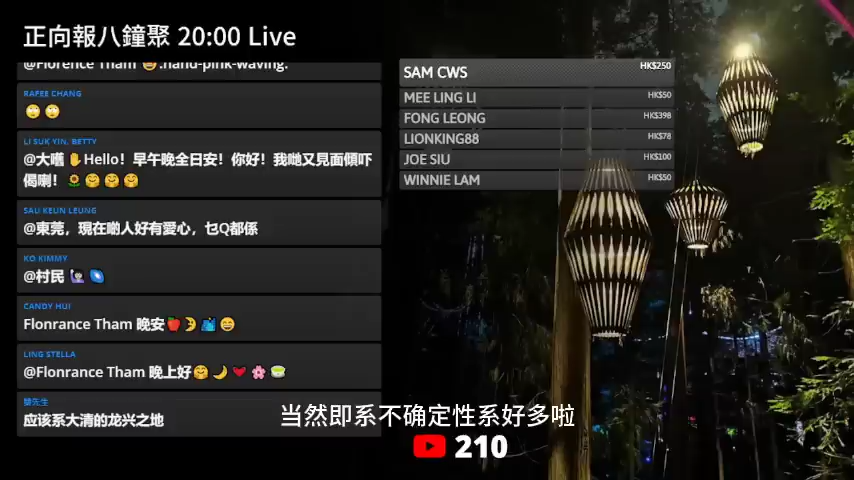 正向報八鐘聚 20:00 Live
@Florence Tham 😄:hand-pink-waving:
RAFEE CHANG
🙄🙄
LI SUK YIN, BETTY
@大嚿✋Hello！早午晚全日安！你好！我哋又見面傾吓
偈喇！🌻🤗🤗🤗
SAU KEUN LEUNG
@東莞，現在啲人好有愛心，乜Q都係
KO KIMMY
@村民
CANDY HUI
Flonrance Tham 晚安🍎🌛😄
LING STELLA
@Flonrance Tham 晚上好🤗🌙💓🌸🍵
樊先生
应该系大清的龙兴之地
SAM CWS HK$250
MEE LING LI HK$50
FONG LEONG HK$398
LIONKING88 HK$78
JOE SIU HK$100
WINNIE LAM HK$50
当然即系不确定性系好多啦
210